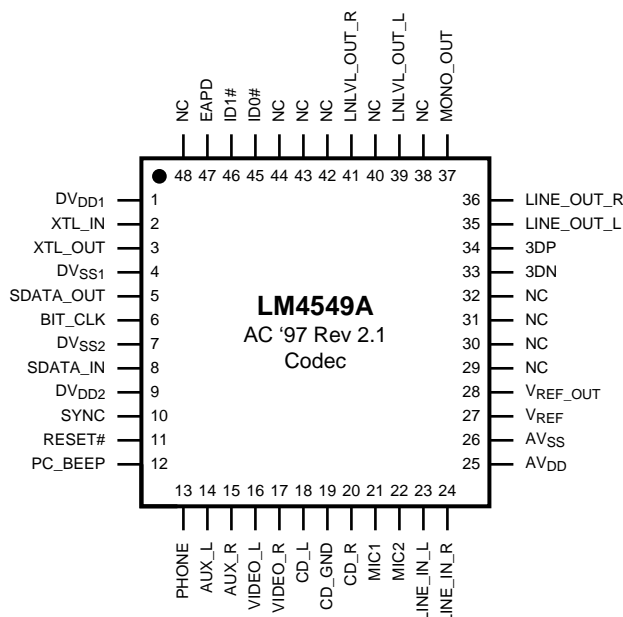 NC
EAPD
ID1#
ID0#
NC
NC
NC
LNLVL_OUT_R
NC
LNLVL_OUT_L
NC
MONO_OUT
48 47 46 45 44 43 42 41 40 39 38 37
DVDD1 1
XTL_IN 2
XTL_OUT 3
DVSS1 4
SDATA_OUT 5
BIT_CLK 6
DVSS2 7
SDATA_IN 8
DVDD2 9
SYNC 10
RESET# 11
PC_BEEP 12
LM4549A
AC ‘97 Rev 2.1
Codec
36 LINE_OUT_R
35 LINE_OUT_L
34 3DP
33 3DN
32 NC
31 NC
30 NC
29 NC
28 VREF_OUT
27 VREF
26 AVSS
25 AVDD
13 14 15 16 17 18 19 20 21 22 23 24
PHONE
AUX_L
AUX_R
VIDEO_L
VIDEO_R
CD_L
CD_GND
CD_R
MIC1
MIC2
LINE_IN_L
LINE_IN_R